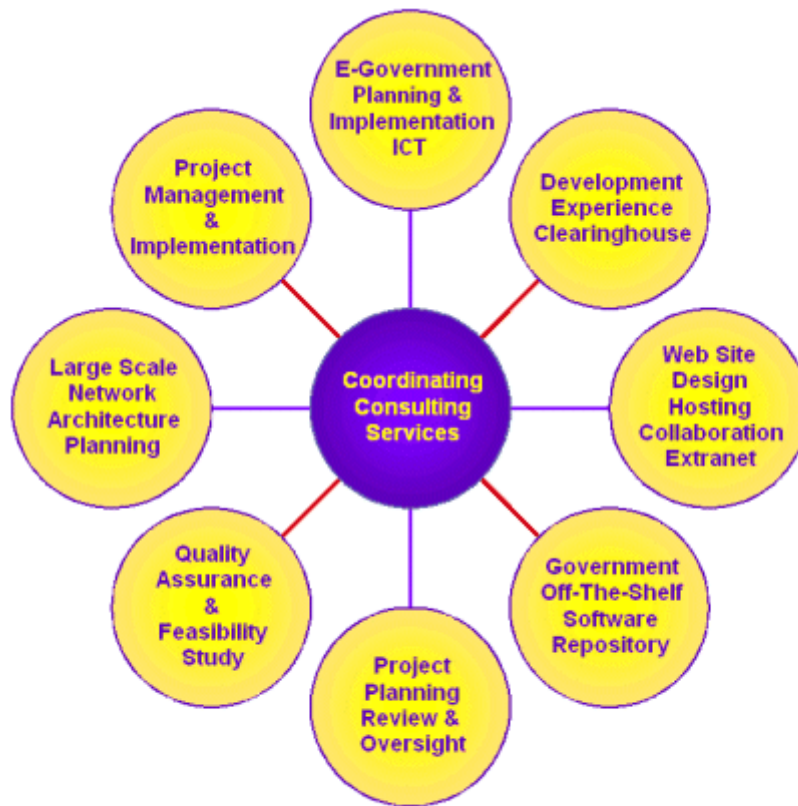 E-Government
Planning &
Implementation
ICT
Project
Management
&
Implementation
Development
Experience
Clearinghouse
Large Scale
Network
Architecture
Planning
Coordinating
Consulting
Services
Web Site
Design
Hosting
Collaboration
Extranet
Quality
Assurance
&
Feasibility
Study
Government
Off-The-Shelf
Software
Repository
Project
Planning
Review &
Oversight